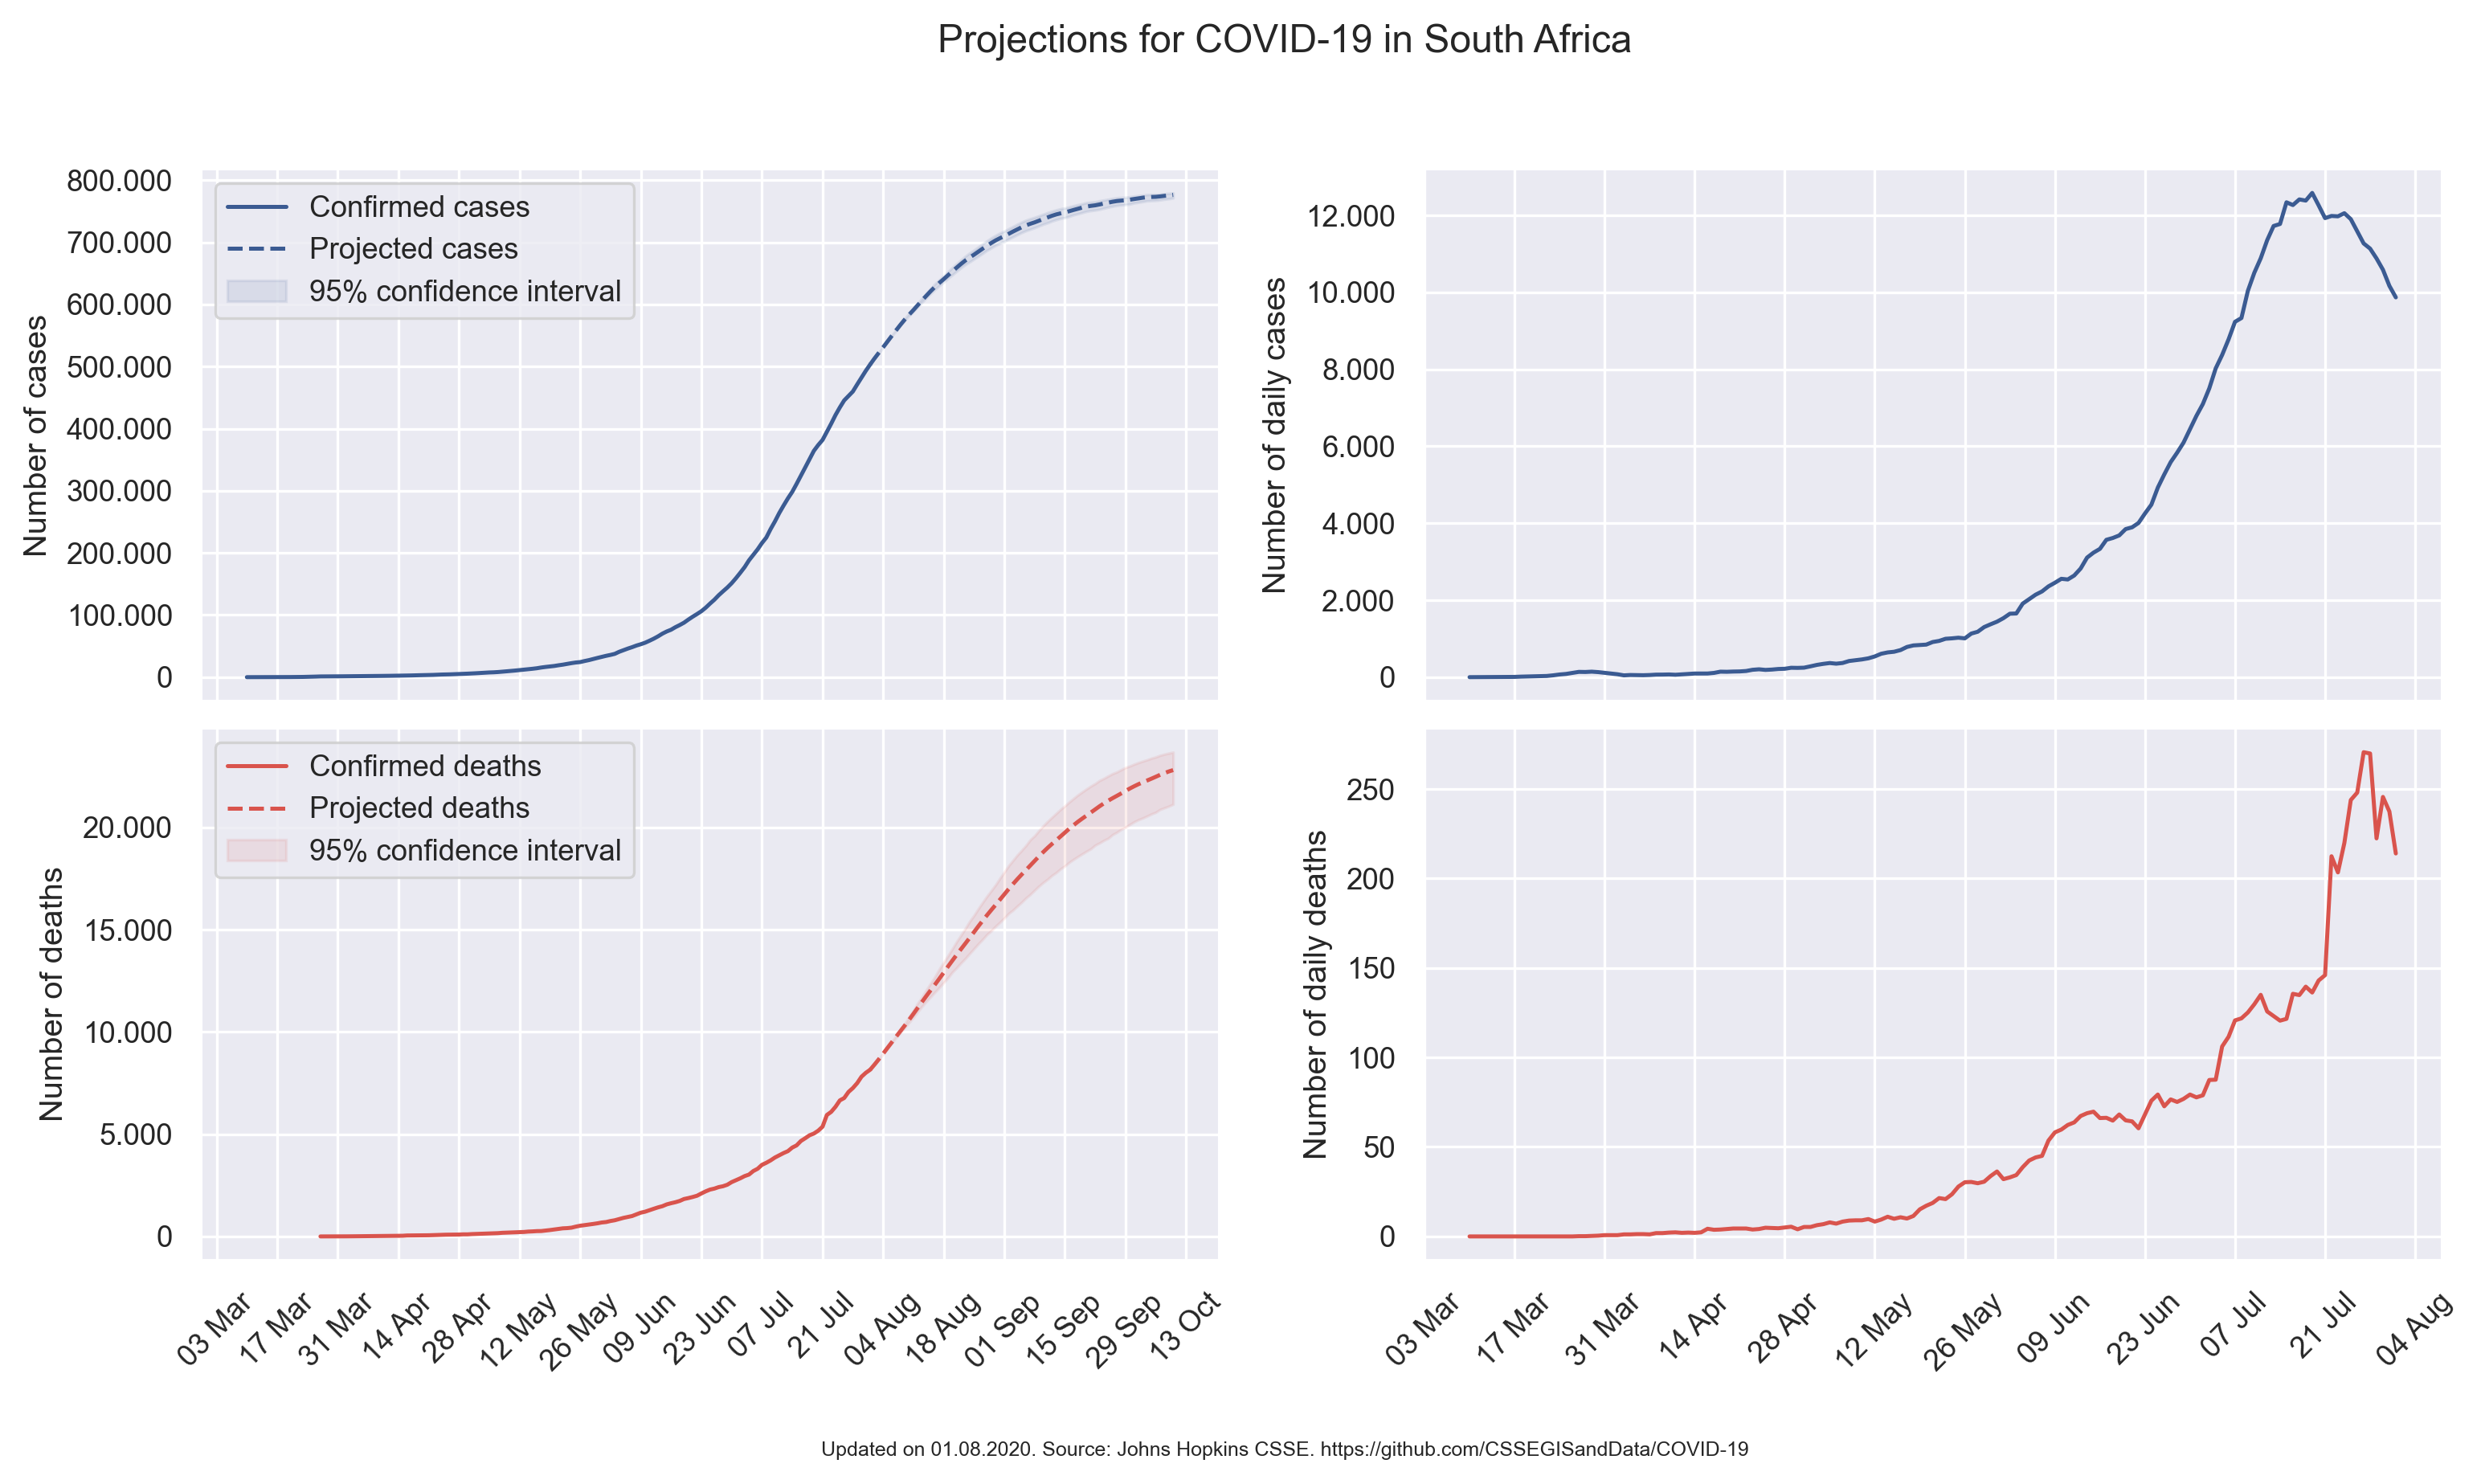 Projections for COVID-19 in South Africa
Number of cases
800.000
700.000
600.000
500.000
400.000
300.000
200.000
100.000
0
Confirmed cases
Projected cases
95% confidence interval
Number of daily cases
12.000
10.000
8.000
6.000
4.000
2.000
0
Number of deaths
20.000
15.000
10.000
5.000
0
Confirmed deaths
Projected deaths
95% confidence interval
03 Mar
17 Mar
31 Mar
14 Apr
28 Apr
12 May
26 May
09 Jun
23 Jun
07 Jul
21 Jul
04 Aug
18 Aug
01 Sep
15 Sep
29 Sep
13 Oct
Number of daily deaths
250
200
150
100
50
0
03 Mar
17 Mar
31 Mar
14 Apr
28 Apr
12 May
26 May
09 Jun
23 Jun
07 Jul
21 Jul
04 Aug
Updated on 01.08.2020. Source: Johns Hopkins CSSE. https://github.com/CSSEGISandData/COVID-19